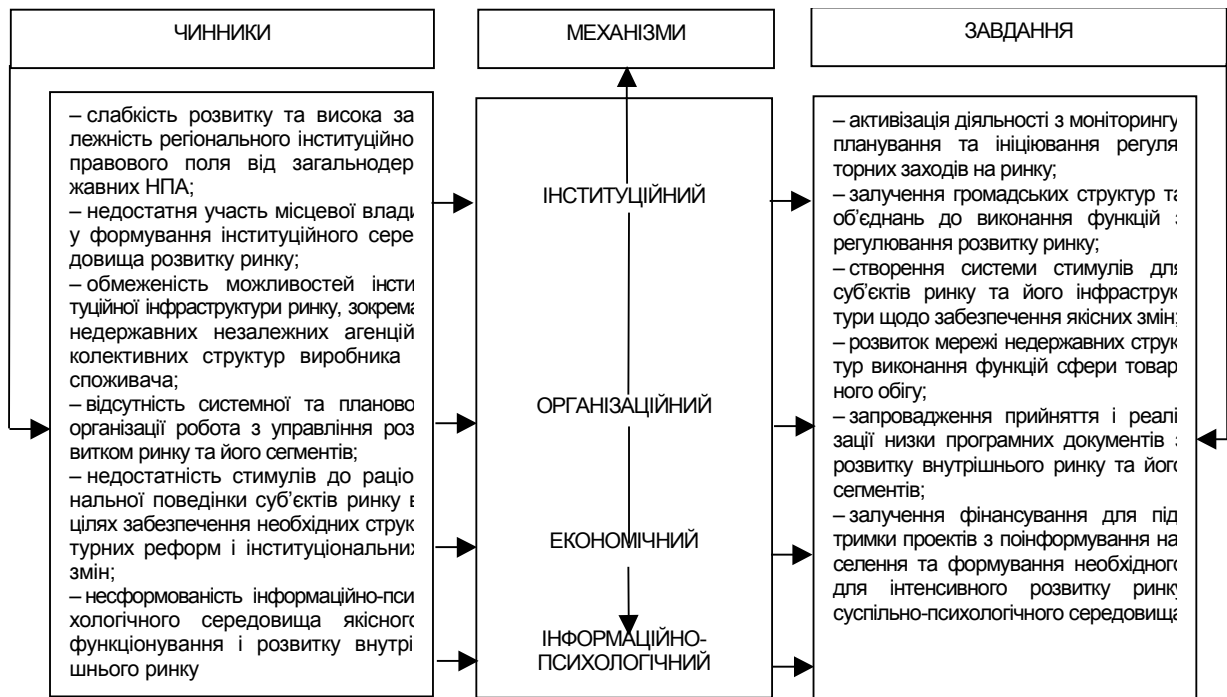 ЧИННИКИ
МЕХАНІЗМИ
ЗАВДАННЯ
– слабкість розвитку та висока за
лежність регіонального інституційно
правового поля від загальнодер
жавних НПА;
– недостатня участь місцевої влади
у формування інституційного сере
довища розвитку ринку;
– обмеженість можливостей інсти
туційної інфраструктури ринку, зокрема
недержавних незалежних агенцій
колективних структур виробника
споживача;
– відсутність системної та планово
організації робота з управління роз
витком ринку та його сегментів;
– недостатність стимулів до раціо
нальної поведінки суб’єктів ринку в
цілях забезпечення необхідних струк
турних реформ і інституціональних
змін;
– несформованість інформаційно-пси
хологічного середовища якісного
функціонування і розвитку внутрі
шнього ринку
ІНСТИТУЦІЙНИЙ
ОРГАНІЗАЦІЙНИЙ
ЕКОНОМІЧНИЙ
ІНФОРМАЦІЙНО-
ПСИХОЛОГІЧНИЙ
– активізація діяльності з моніторингу
планування та ініціювання регуля
торних заходів на ринку;
– залучення громадських структур та
об’єднань до виконання функцій з
регулювання розвитку ринку;
– створення системи стимулів для
суб’єктів ринку та його інфраструк
тури щодо забезпечення якісних змін;
– розвиток мережі недержавних струк
тур виконання функцій сфери товар
ного обігу;
– запровадження прийняття і реалі
зації низки програмних документів з
розвитку внутрішнього ринку та його
сегментів;
– залучення фінансування для під
тримки проектів з поінформування на
селення та формування необхідного
для інтенсивного розвитку ринку
суспільно-психологічного середовища